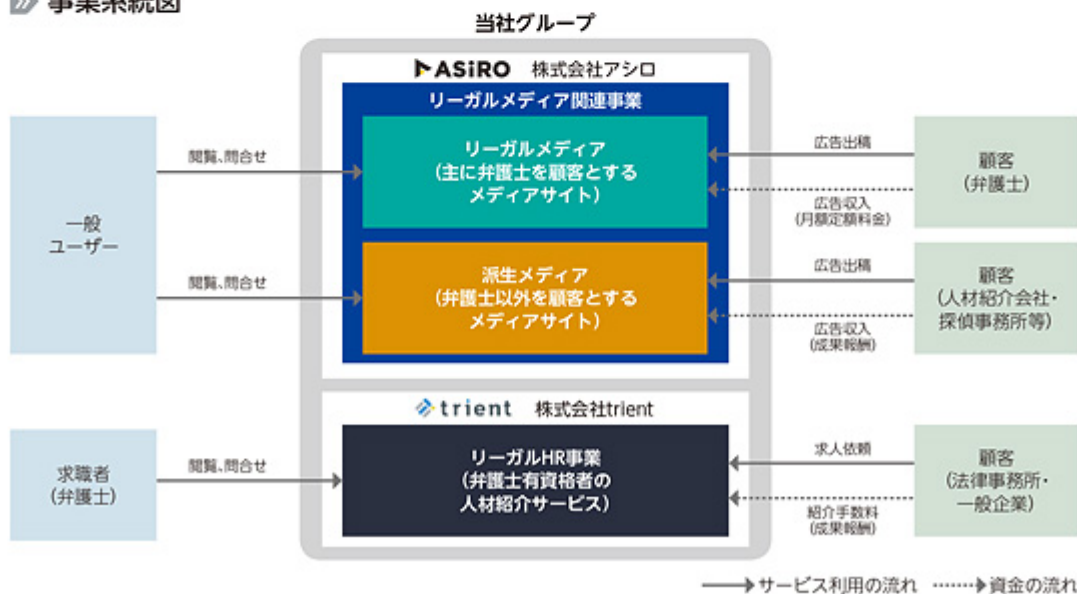 事業系統図
当社グループ
ASiRO 株式会社アシロ
リーガルメディア関連事業
一般
ユーザー
閲覧、問合せ
リーガルメディア
(主に弁護士を顧客とする
メディアサイト)
広告出稿
広告収入
(月額定額料金)
顧客
(弁護士)
閲覧、問合せ
派生メディア
(弁護士以外を顧客とする
メディアサイト)
広告出稿
広告収入
(成果報酬)
顧客
(人材紹介会社・
探偵事務所等)
trient 株式会社trient
求職者
(弁護士)
閲覧、問合せ
リーガルHR事業
(弁護士有資格者の
人材紹介サービス)
求人依頼
紹介手数料
(成果報酬)
顧客
(法律事務所・
一般企業)
サービス利用の流れ 資金の流れ